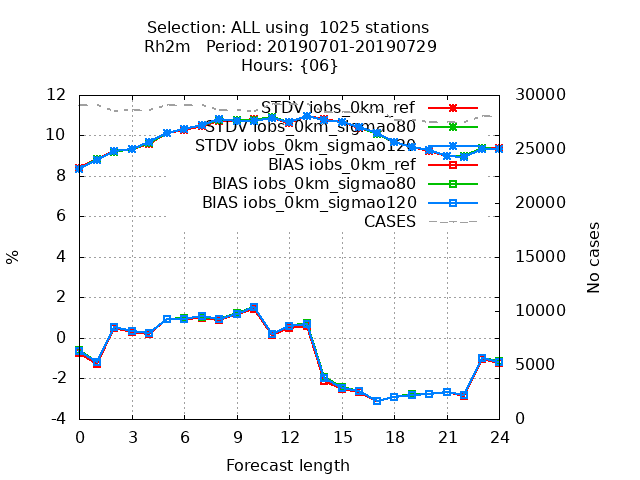 Selection: ALL using  1025 stations
Rh2m   Period: 20190701-20190729
Hours: {06}
12
10
8
6
4
2
0
-2
-4
%
30000
25000
20000
15000
10000
5000
0
No cases
STDV iobs_0km_ref
STDV iobs_0km_sigmao80
STDV iobs_0km_sigmao120
BIAS iobs_0km_ref
BIAS iobs_0km_sigmao80
BIAS iobs_0km_sigmao120
CASES
0 3 6 9 12 15 18 21 24
Forecast length